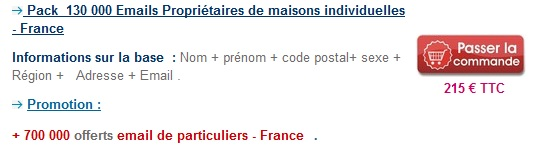 → Pack 130 000 Emails Propriétaires de maisons individuelles
- France
Informations sur la base : Nom + prénom + code postal+ sexe +
Région + Adresse + Email .
Passer la
commande
215 € TTC
→ Promotion :
+ 700 000 offerts email de particuliers - France .